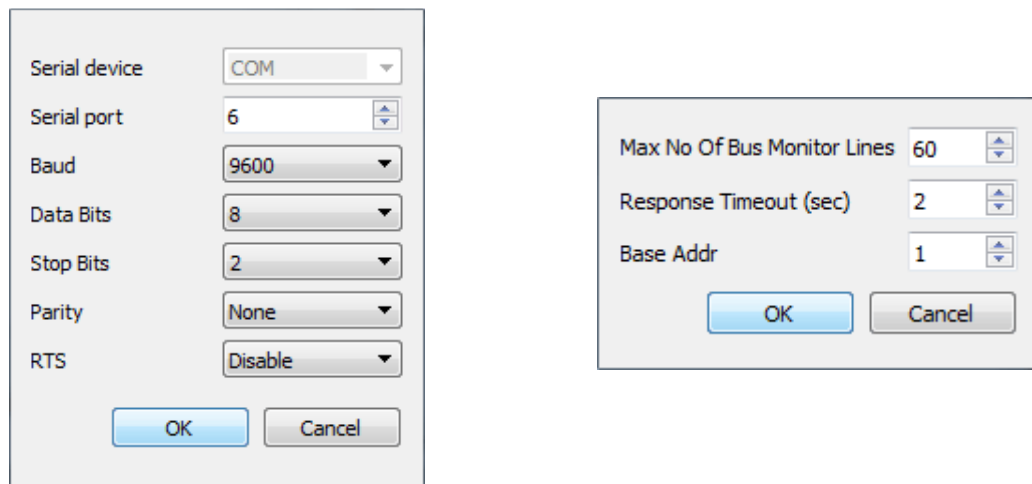 Serial device COM
Serial port 6
Baud 9600
Data Bits 8
Stop Bits 2
Parity None
RTS Disable
OK Cancel
Max No Of Bus Monitor Lines 60
Response Timeout (sec) 2
Base Addr 1
OK Cancel